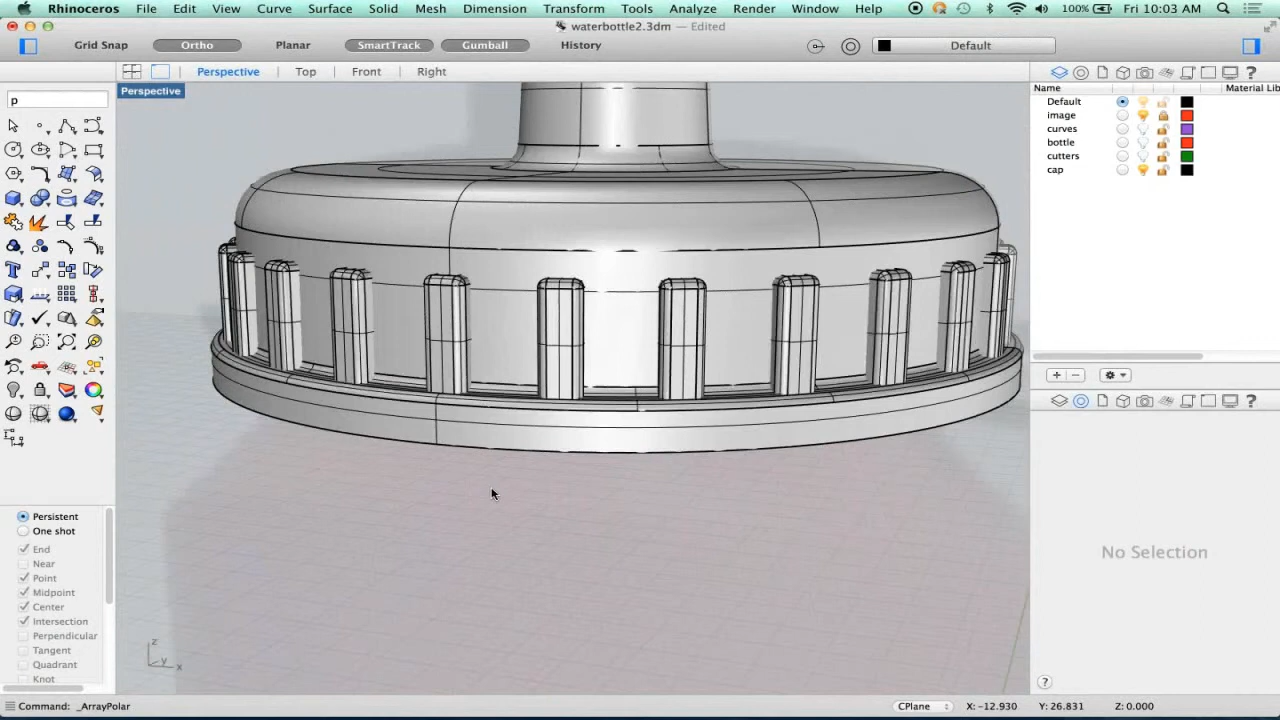 Rhinoceros File Edit View Curve Surface Solid Mesh Dimension Transform Tools Analyze Render Window Help 100% Fri 10:03 AM
waterbottle2.3dm — Edited
Grid Snap Ortho Planar SmartTrack Gumball History Default
Perspective Top Front Right
Perspective
Name Material Lib
p
Default
image
curves
bottle
cutters
cap
Persistent
One shot
End
Near
Point
Midpoint
Center
Intersection
Perpendicular
Tangent
Quadrant
Knot
No Selection
z
y x
Command: _ArrayPolar CPlane X: -12.930 Y: 26.831 Z: 0.000